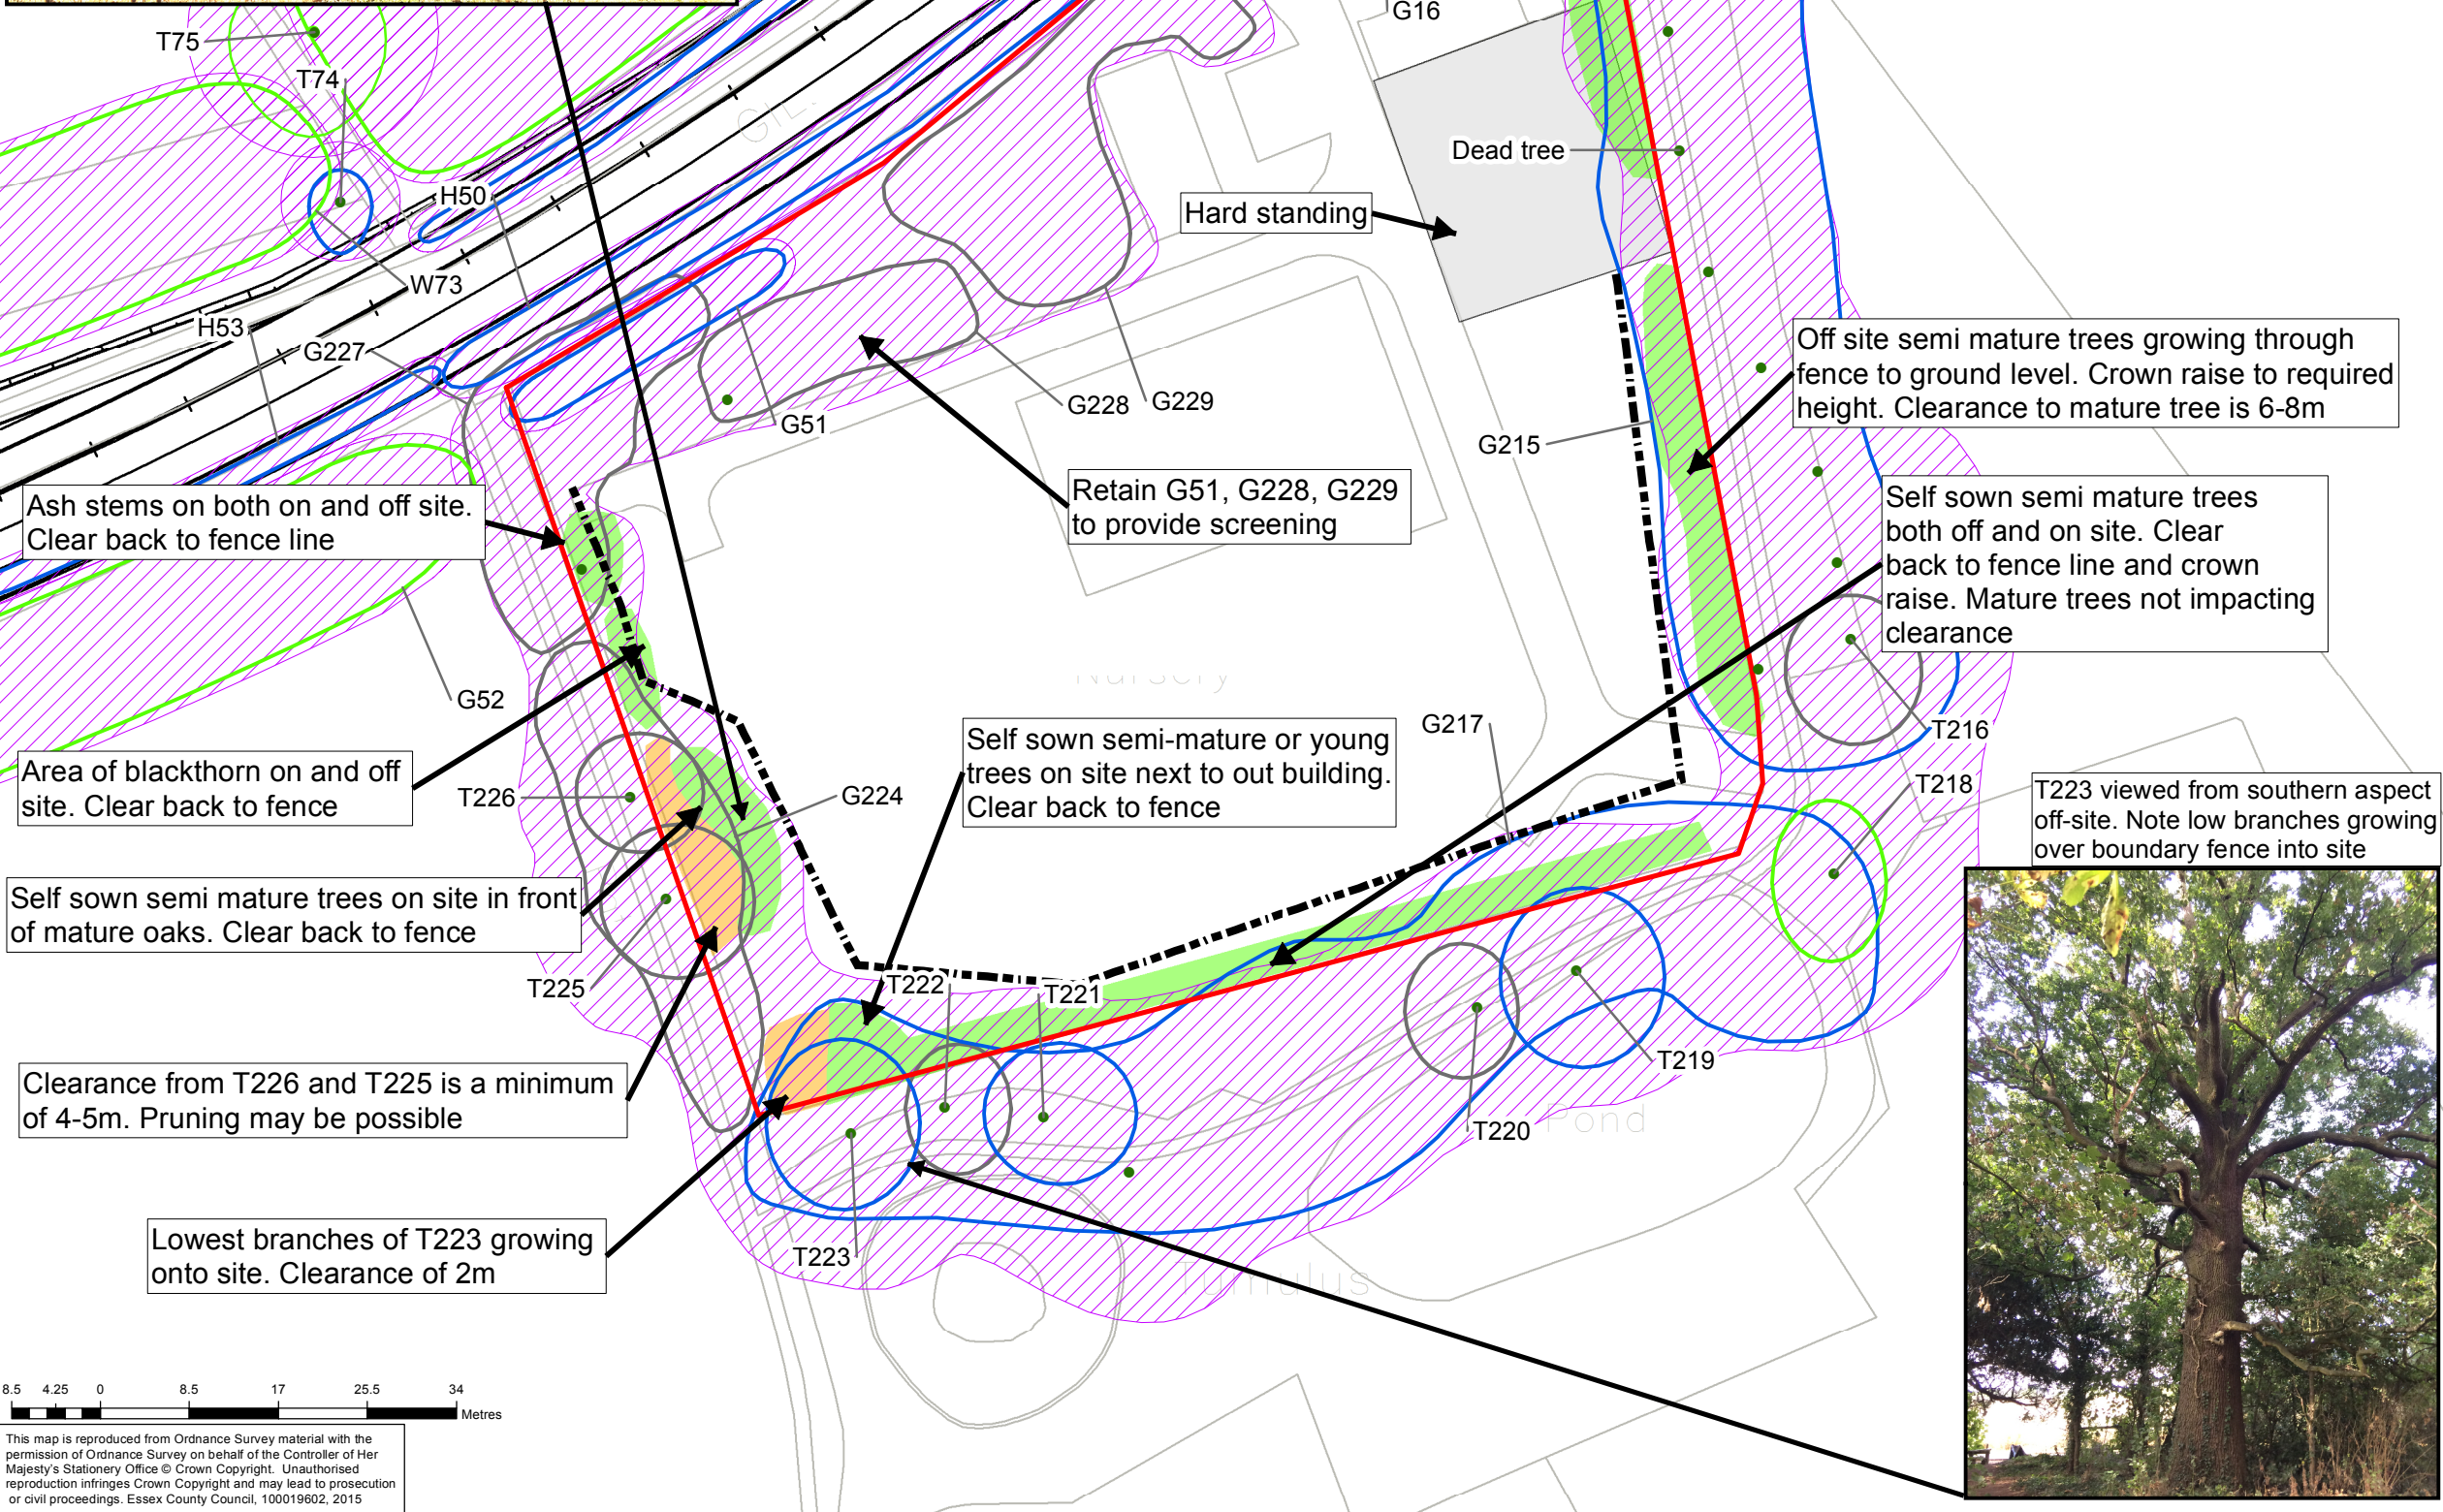 G16
T75
T74
Dead tree
H50
Hard standing
W73
H53
G227
Off site semi mature trees growing through
fence to ground level. Crown raise to required
height. Clearance to mature tree is 6-8m
G228
G229
G51
G215
Ash stems on both on and off site.
Clear back to fence line
Retain G51, G228, G229
to provide screening
Self sown semi mature trees
both off and on site. Clear
back to fence line and crown
raise. Mature trees not impacting
clearance
Nursery
G52
Self sown semi-mature or young
trees on site next to out building.
Clear back to fence
G217
T216
Area of blackthorn on and off
site. Clear back to fence
T226
G224
T218
T223 viewed from southern aspect
off-site. Note low branches growing
over boundary fence into site
Self sown semi mature trees on site in front
of mature oaks. Clear back to fence
T225
T222
T221
T219
Clearance from T226 and T225 is a minimum
of 4-5m. Pruning may be possible
T220
Pond
Lowest branches of T223 growing
onto site. Clearance of 2m
T223
Tumulus
8.5 4.25 0 8.5 17 25.5 34
Metres
This map is reproduced from Ordnance Survey material with the
permission of Ordnance Survey on behalf of the Controller of Her
Majesty's Stationery Office © Crown Copyright. Unauthorised
reproduction infringes Crown Copyright and may lead to prosecution
or civil proceedings. Essex County Council, 100019602, 2015